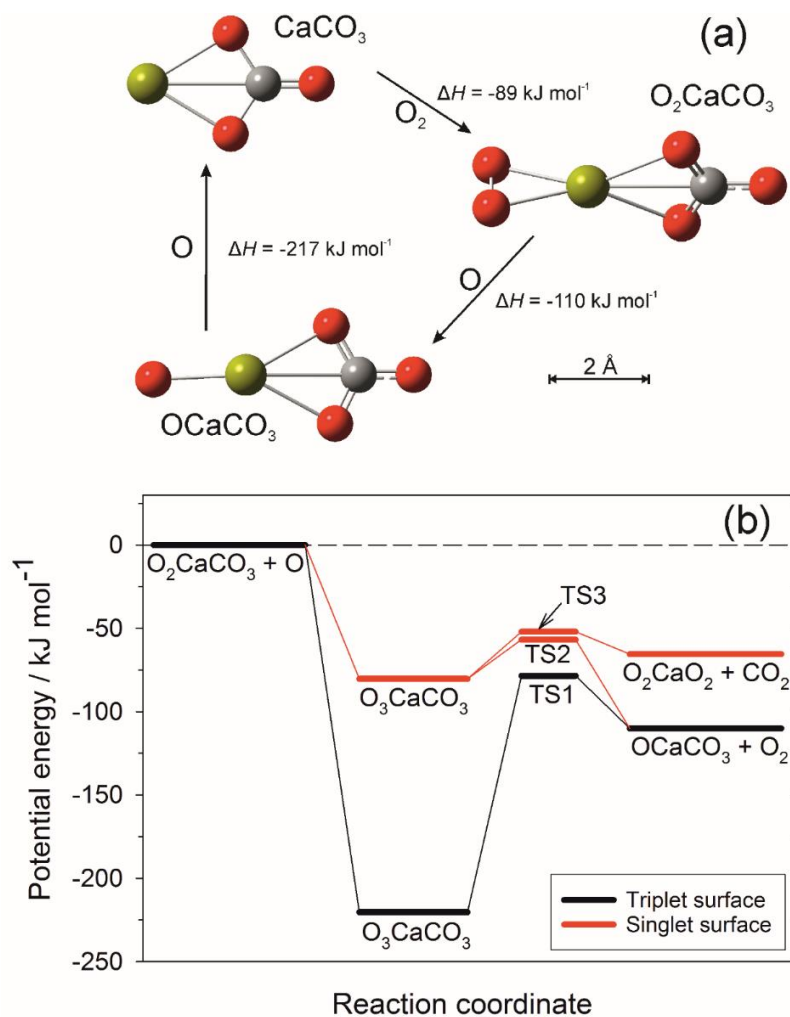 CaCO₃
(a)
O₂
ΔH = -89 kJ mol⁻¹
O₂CaCO₃
O
ΔH = -217 kJ mol⁻¹
O
ΔH = -110 kJ mol⁻¹
2 Å
OCaCO₃
(b)
Potential energy / kJ mol⁻¹
0
-50
-100
-150
-200
-250
O₂CaCO₃ + O
TS3
TS2
O₃CaCO₃
O₂CaO₂ + CO₂
TS1
OCaCO₃ + O₂
O₃CaCO₃
Triplet surface
Singlet surface
Reaction coordinate